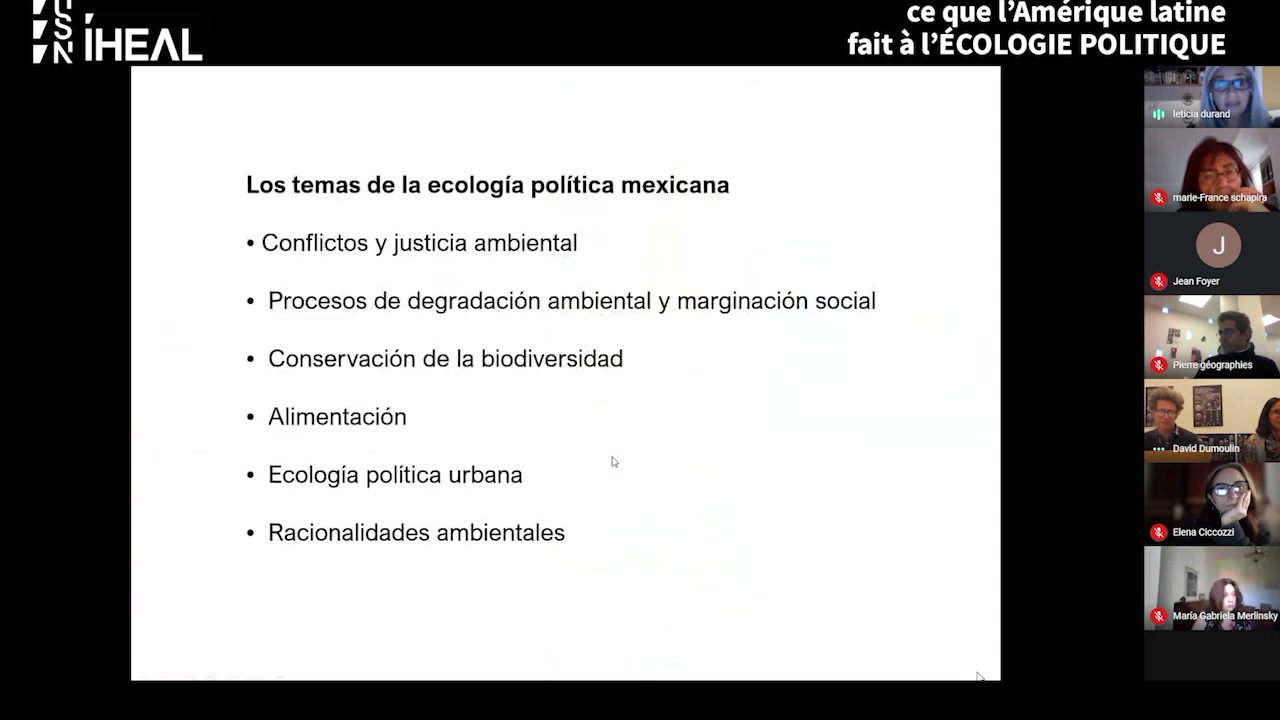 ÍHEAL
ce que l’Amérique latine
fait à l’ÉCOLOGIE POLITIQUE
Los temas de la ecología política mexicana
• Conflictos y justicia ambiental
• Procesos de degradación ambiental y marginación social
• Conservación de la biodiversidad
• Alimentación
• Ecología política urbana
• Racionalidades ambientales
leticia durand
marie-France schapira
J
Jean Foyer
Pierre géographies
David Dumoulin
Elena Ciccozzi
María Gabriela Merlinsky